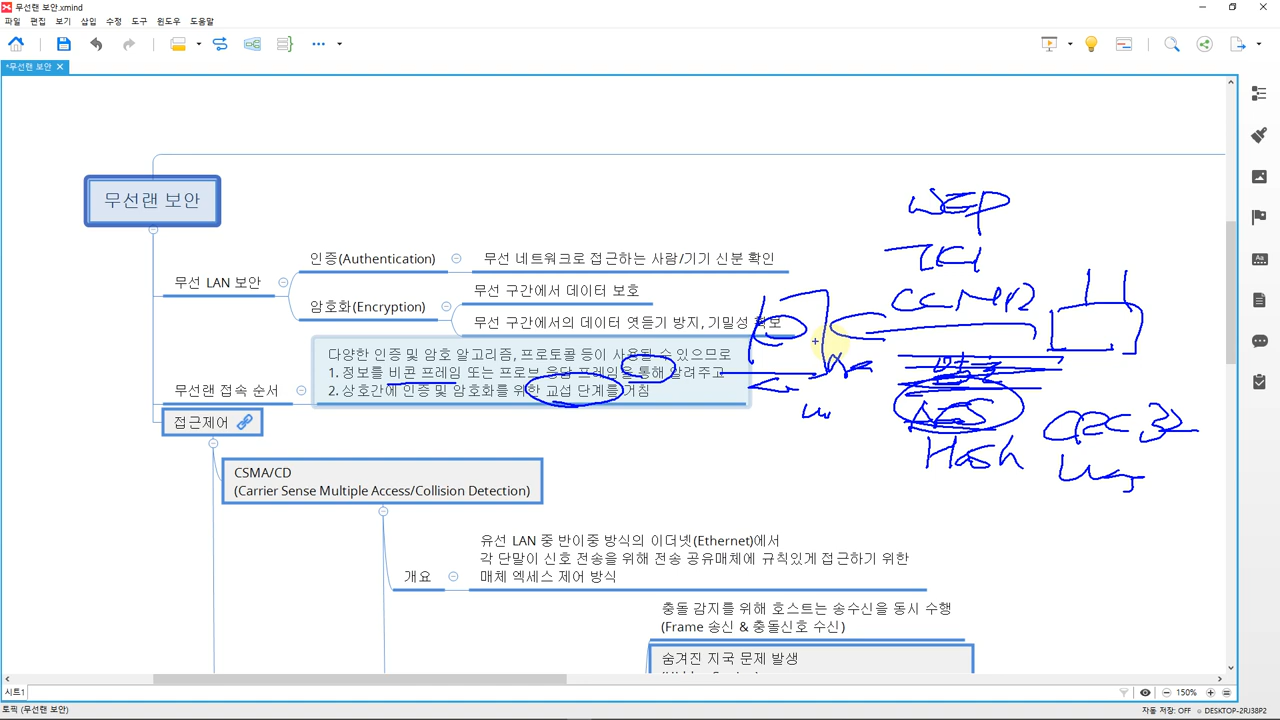 무선랜 보안.xmind
파일 편집 보기 삽입 수정 도구 윈도우 도움말
*무선랜 보안
무선랜 보안
무선 LAN 보안
인증(Authentication)
무선 네트워크로 접근하는 사람/기기 신분 확인
암호화(Encryption)
무선 구간에서 데이터 보호
무선 구간에서의 데이터 엿듣기 방지, 기밀성 확보
무선랜 접속 순서
다양한 인증 및 암호 알고리즘, 프로토콜 등이 사용될 수 있으므로
1. 정보를 비콘 프레임 또는 프로브 응답 프레임을 통해 알려주고
2. 상호간에 인증 및 암호화를 위한 교섭 단계를 거침
WEP
CCMP
AES
Hash
CRC 32
접근제어
CSMA/CD
(Carrier Sense Multiple Access/Collision Detection)
개요
유선 LAN 중 반이중 방식의 이더넷(Ethernet)에서
각 단말이 신호 전송을 위해 전송 공유매체에 규칙있게 접근하기 위한
매체 엑세스 제어 방식
충돌 감지를 위해 호스트는 송수신을 동시 수행
(Frame 송신 & 충돌신호 수신)
숨겨진 지국 문제 발생
시트1
150%
토픽 (무선랜 보안)
자동 저장: OFF
DESKTOP-2RJ38P2